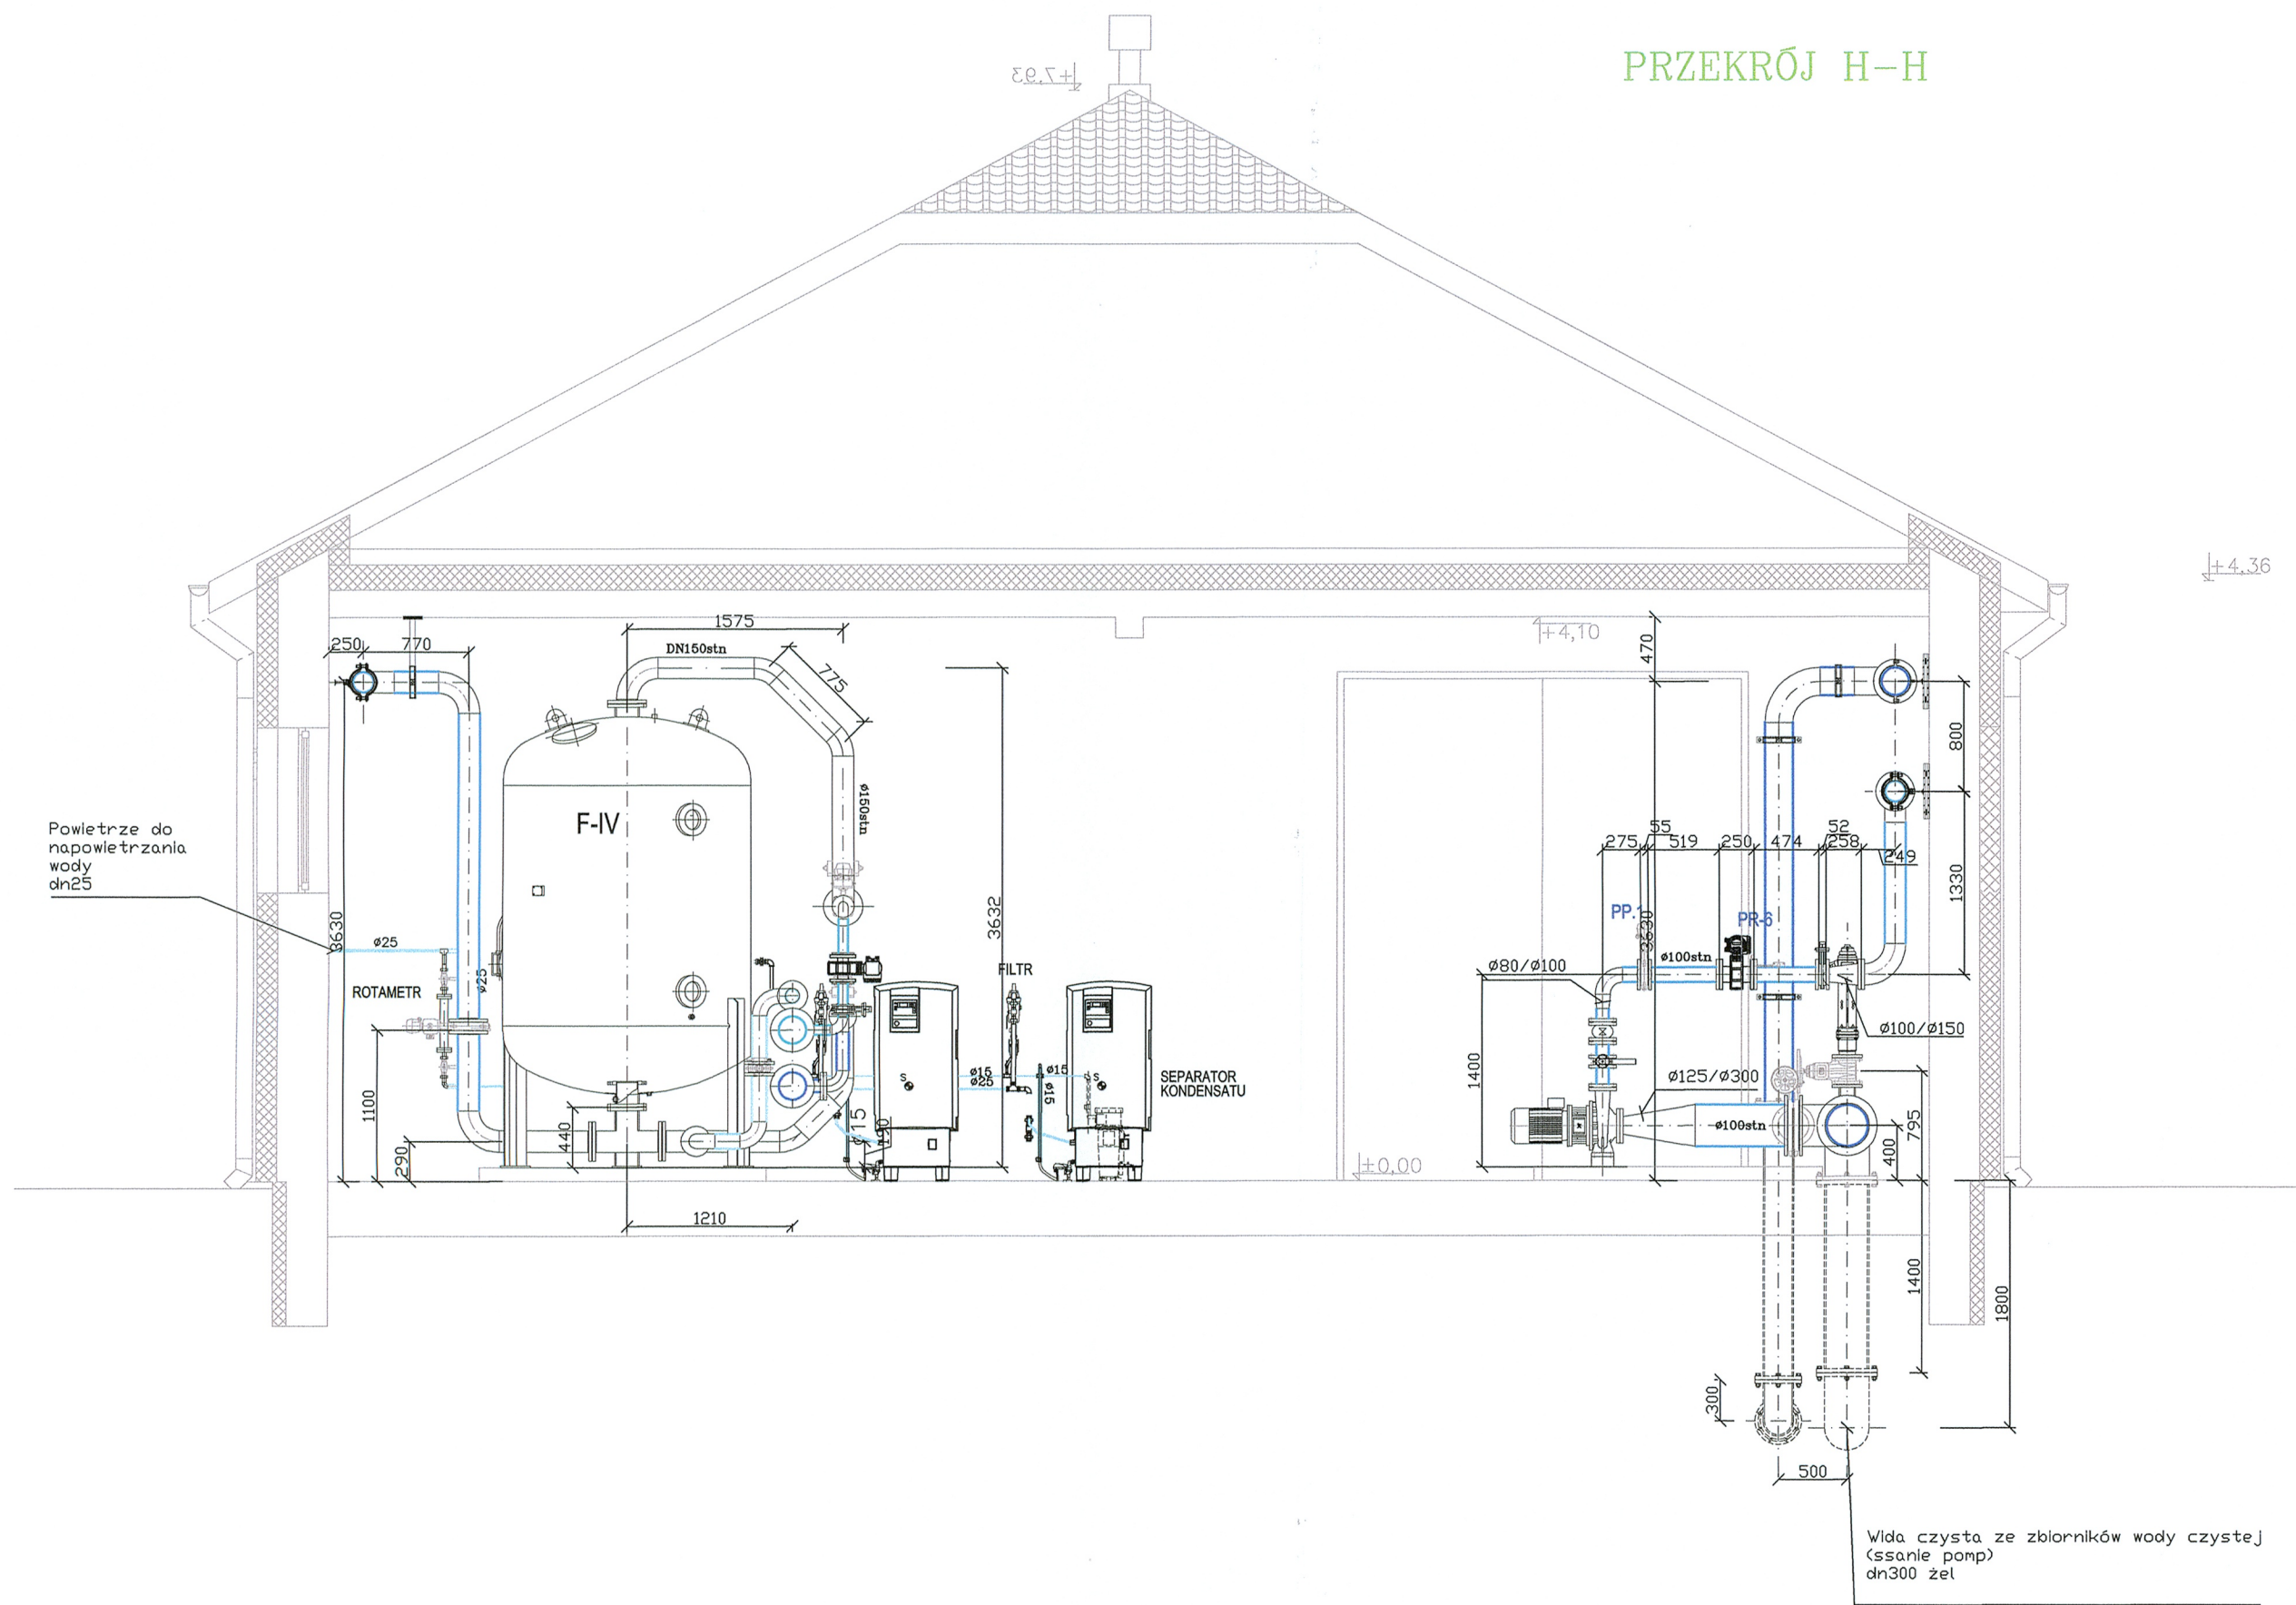 PRZEKRÓJ H-H
+7,93
+4,36
+4,10
±0,00
250
770
1575
DN150stn
775
ø150stn
F-IV
Powietrze do
napowietrzania
wody
dn25
3630
ø25
ø25
ROTAMETR
1100
290
440
1210
3632
FILTR
S
ø15
ø25
ø15
ø15
S
SEPARATOR
KONDENSATU
470
800
1330
275
55
519
250
474
52
258
249
PP.1
3630
PR-6
ø80/ø100
ø100stn
ø100/ø150
1400
ø125/ø300
ø100stn
795
400
1400
1800
300
500
Wida czysta ze zbiorników wody czystej
(ssanie pomp)
dn300 żel